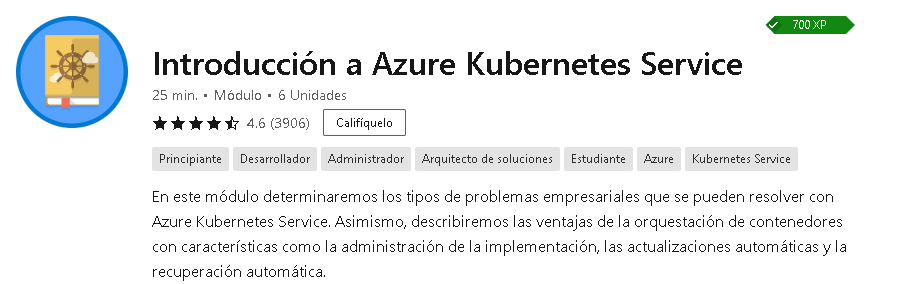 700 XP
Introducción a Azure Kubernetes Service
25 min. • Módulo • 6 Unidades
4.6 (3906) Califíquelo
Principiante Desarrollador Administrador Arquitecto de soluciones Estudiante Azure Kubernetes Service
En este módulo determinaremos los tipos de problemas empresariales que se pueden resolver con
Azure Kubernetes Service. Asimismo, describiremos las ventajas de la orquestación de contenedores
con características como la administración de la implementación, las actualizaciones automáticas y la
recuperación automática.